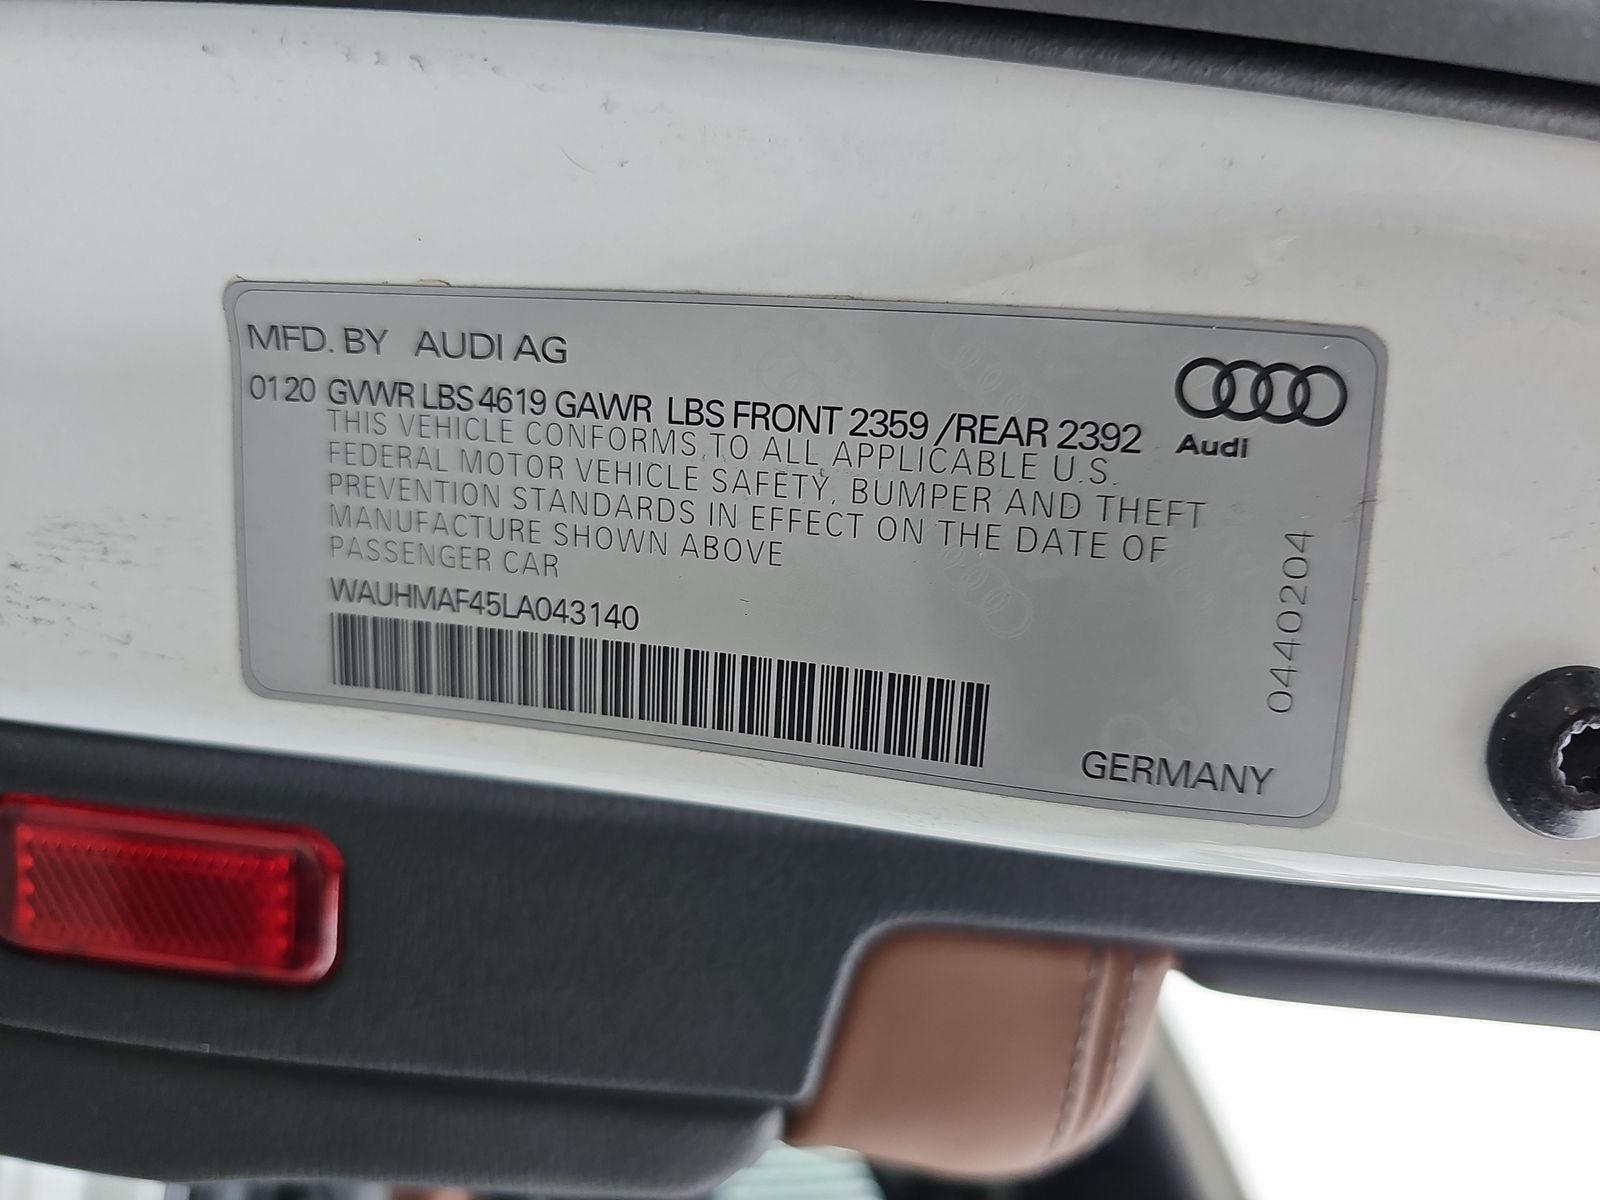 MFD. BY AUDI AG
0120 GVWR LBS 4619 GAWR LBS FRONT 2359 /REAR 2392
THIS VEHICLE CONFORMS TO ALL APPLICABLE U.S.
FEDERAL MOTOR VEHICLE SAFETY, BUMPER AND THEFT
PREVENTION STANDARDS IN EFFECT ON THE DATE OF
MANUFACTURE SHOWN ABOVE
PASSENGER CAR
WAUHMAF45LA043140
Audi
0440204
GERMANY